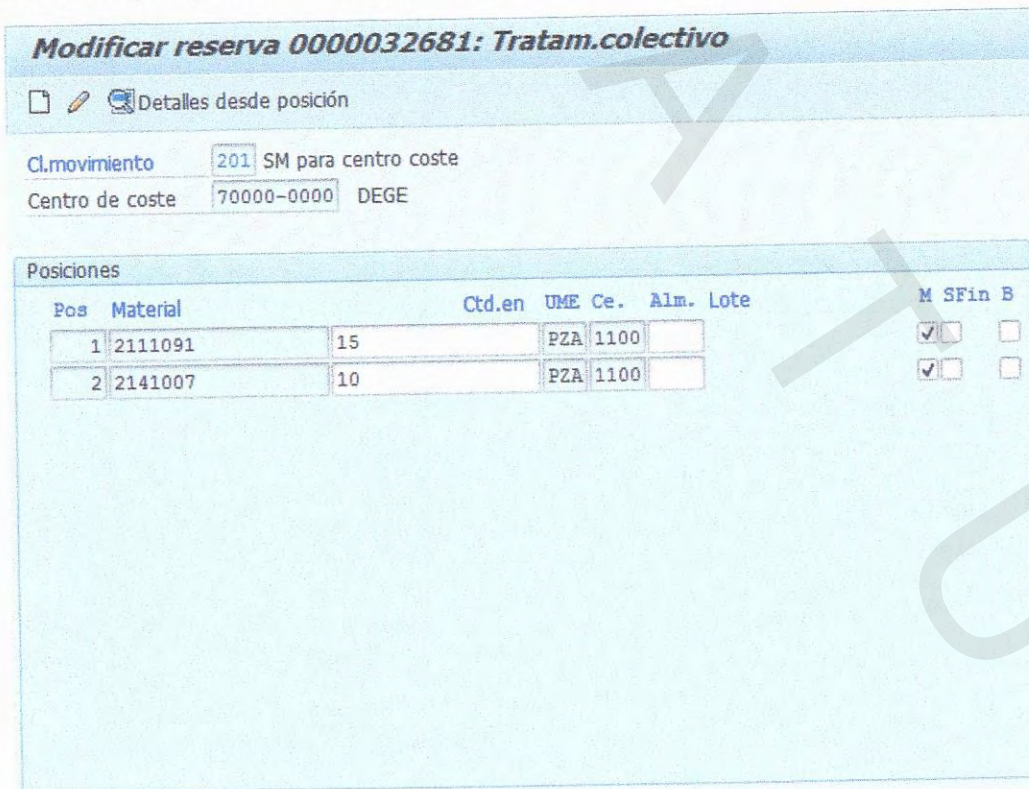 Modificar reserva 0000032681: Tratam.colectivo
Detalles desde posición
Cl.movimiento 201 SM para centro coste
Centro de coste 70000-0000 DEGE
Posiciones
Pos Material Ctd.en UME Ce. Alm. Lote M SFin B
1 2111091 15 PZA 1100
2 2141007 10 PZA 1100
A
T
U